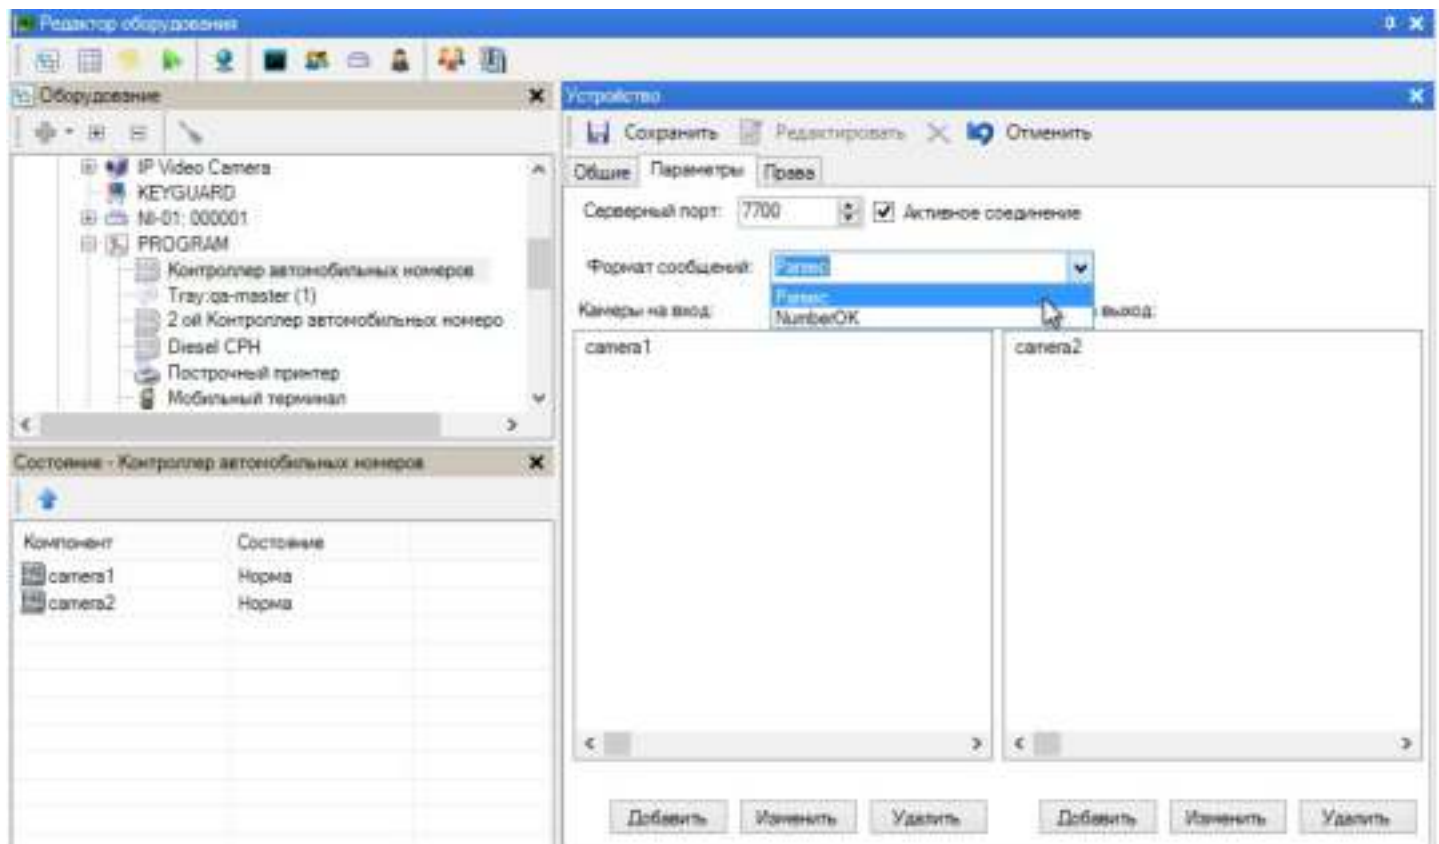 Редактор оборудования
Оборудование
IP Video Camera
KEYGUARD
NI-01: 000001
PROGRAM
Контроллер автомобильных номеров
Tray:qa-master (1)
2 ой Контроллер автомобильных номеро
Diesel CPH
Построчный принтер
Мобильный терминал
Состояние - Контроллер автомобильных номеров
Компонент Состояние
camera1 Норма
camera2 Норма
Устройство
Сохранить Редактировать Отменить
Общие Параметры Права
Серверный порт: 7700 Активное соединение
Формат сообщений:
NumberOK
Камеры на вход: выход:
camera1 camera2
Добавить Изменить Удалить Добавить Изменить Удалить